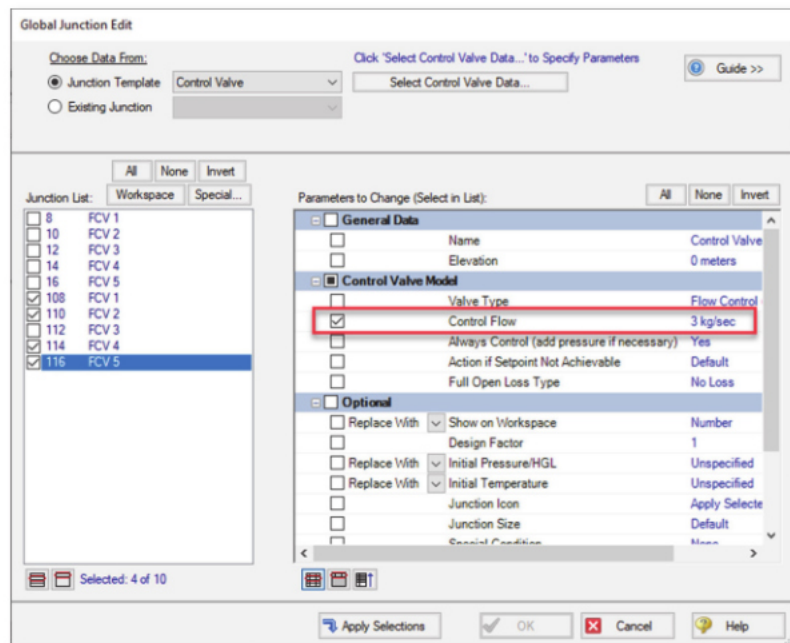 Global Junction Edit
Choose Data From:
Click 'Select Control Valve Data...' to Specify Parameters
Guide >>
Junction Template Control Valve
Select Control Valve Data...
Existing Junction
All None Invert
Junction List: Workspace Special...
Parameters to Change (Select in List): All None Invert
8 FCV 1
10 FCV 2
12 FCV 3
14 FCV 4
16 FCV 5
108 FCV 1
110 FCV 2
112 FCV 3
114 FCV 4
116 FCV 5
General Data
Name Control Valve
Elevation 0 meters
Control Valve Model
Valve Type Flow Control
Control Flow 3 kg/sec
Always Control (add pressure if necessary) Yes
Action if Setpoint Not Achievable Default
Full Open Loss Type No Loss
Optional
Replace With Show on Workspace Number
Design Factor 1
Replace With Initial Pressure/HGL Unspecified
Replace With Initial Temperature Unspecified
Junction Icon Apply Selecte
Junction Size Default
Special Condition None
Selected: 4 of 10
Apply Selections OK Cancel Help